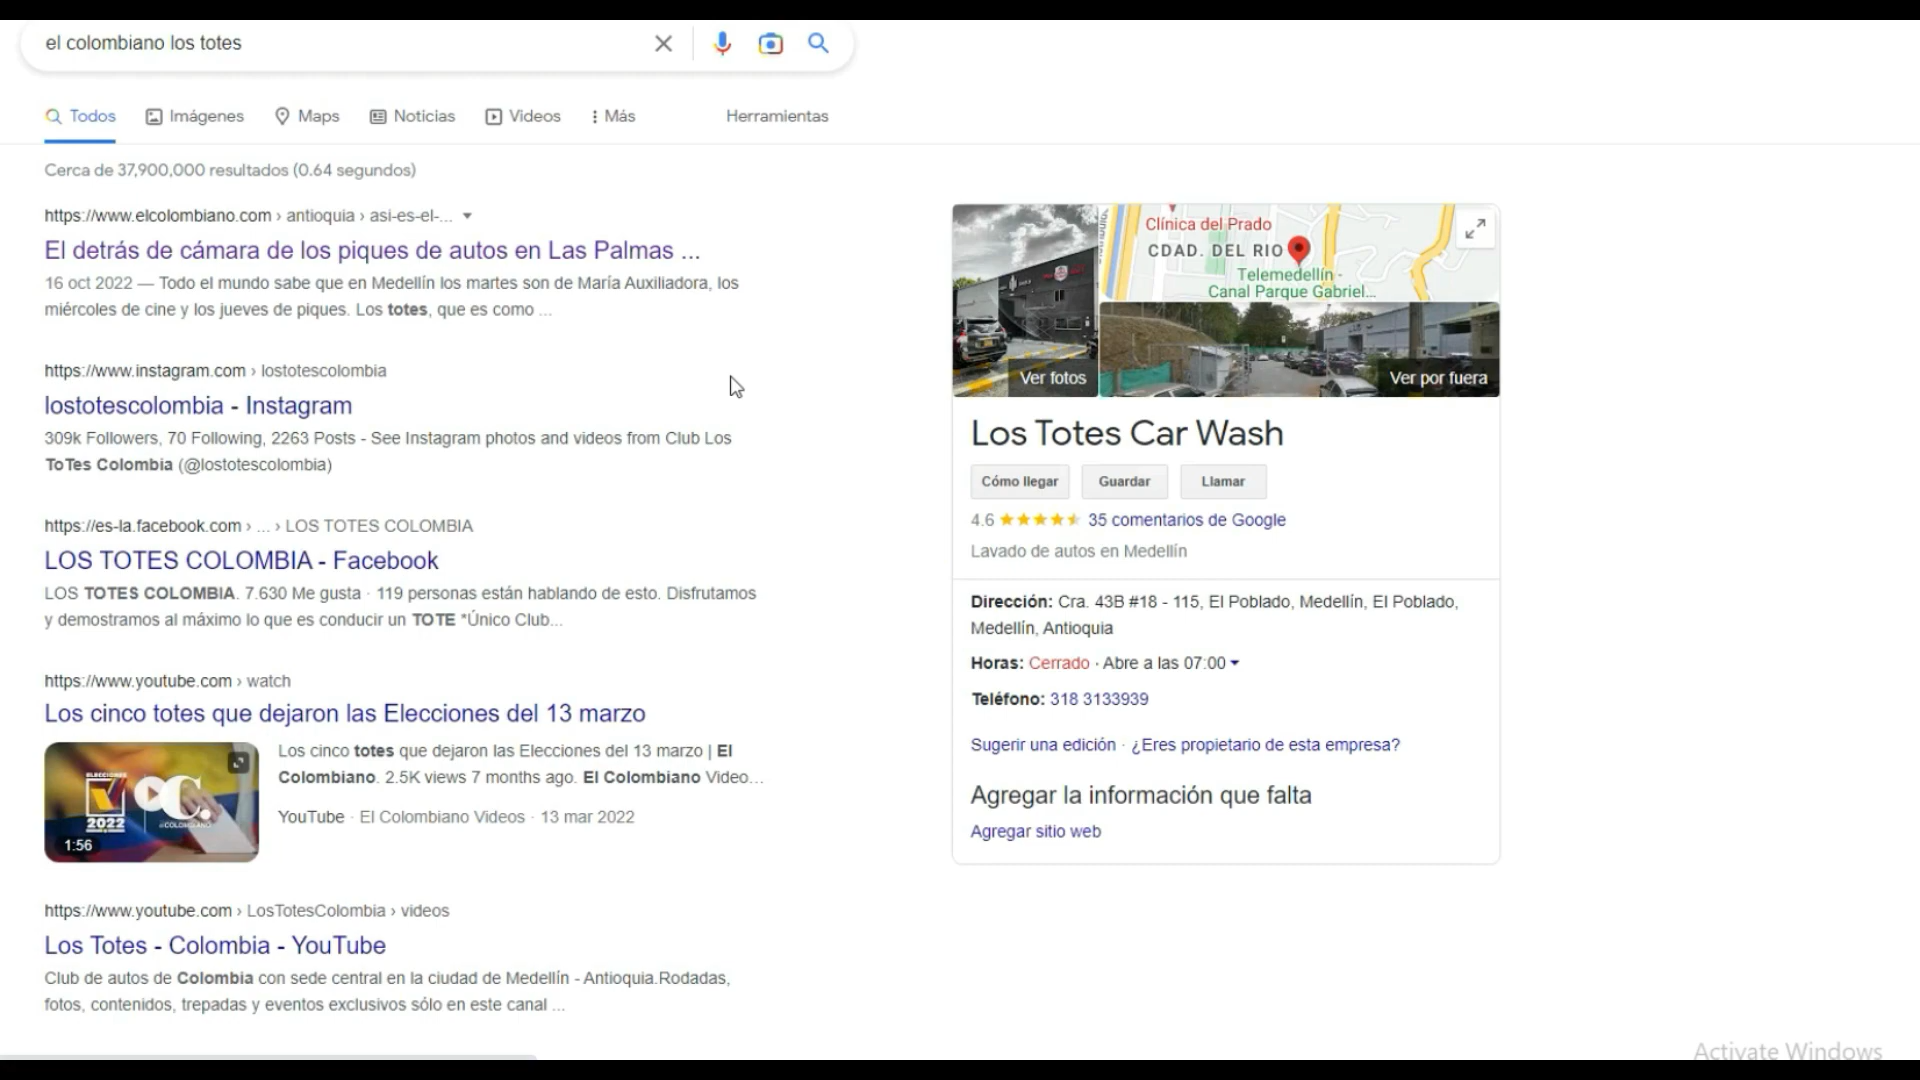 el colombiano los totes
Todos Imágenes Maps Noticias Videos Más Herramientas
Cerca de 37,900,000 resultados (0.64 segundos)
https://www.elcolombiano.com › antioquia › asi-es-el-...
El detrás de cámara de los piques de autos en Las Palmas ...
16 oct 2022 — Todo el mundo sabe que en Medellín los martes son de María Auxiliadora, los
miércoles de cine y los jueves de piques. Los totes, que es como ...
https://www.instagram.com › lostotescolombia
lostotescolombia - Instagram
309k Followers, 70 Following, 2263 Posts - See Instagram photos and videos from Club Los
ToTes Colombia (@lostotescolombia)
https://es-la.facebook.com › ... › LOS TOTES COLOMBIA
LOS TOTES COLOMBIA - Facebook
LOS TOTES COLOMBIA. 7.630 Me gusta · 119 personas están hablando de esto. Disfrutamos
y demostramos al máximo lo que es conducir un TOTE "Único Club...
https://www.youtube.com › watch
Los cinco totes que dejaron las Elecciones del 13 marzo
Los cinco totes que dejaron las Elecciones del 13 marzo | El
Colombiano. 2.5K views 7 months ago. El Colombiano Video...
YouTube · El Colombiano Videos · 13 mar 2022
ELECCIONES
2022
C.
1:56
https://www.youtube.com › LosTotesColombia › videos
Los Totes - Colombia - YouTube
Club de autos de Colombia con sede central en la ciudad de Medellín - Antioquia.Rodadas,
fotos, contenidos, trepadas y eventos exclusivos sólo en este canal ...
Clínica del Prado
CDAD. DEL RIO
Telemedellín -
Canal Parque Gabriel...
Ver fotos
Ver por fuera
Los Totes Car Wash
Cómo llegar Guardar Llamar
4.6 35 comentarios de Google
Lavado de autos en Medellín
Dirección: Cra. 43B #18 - 115, El Poblado, Medellín, El Poblado,
Medellín, Antioquia
Horas: Cerrado · Abre a las 07:00
Teléfono: 318 3133939
Sugerir una edición · ¿Eres propietario de esta empresa?
Agregar la información que falta
Agregar sitio web
Activate Windows